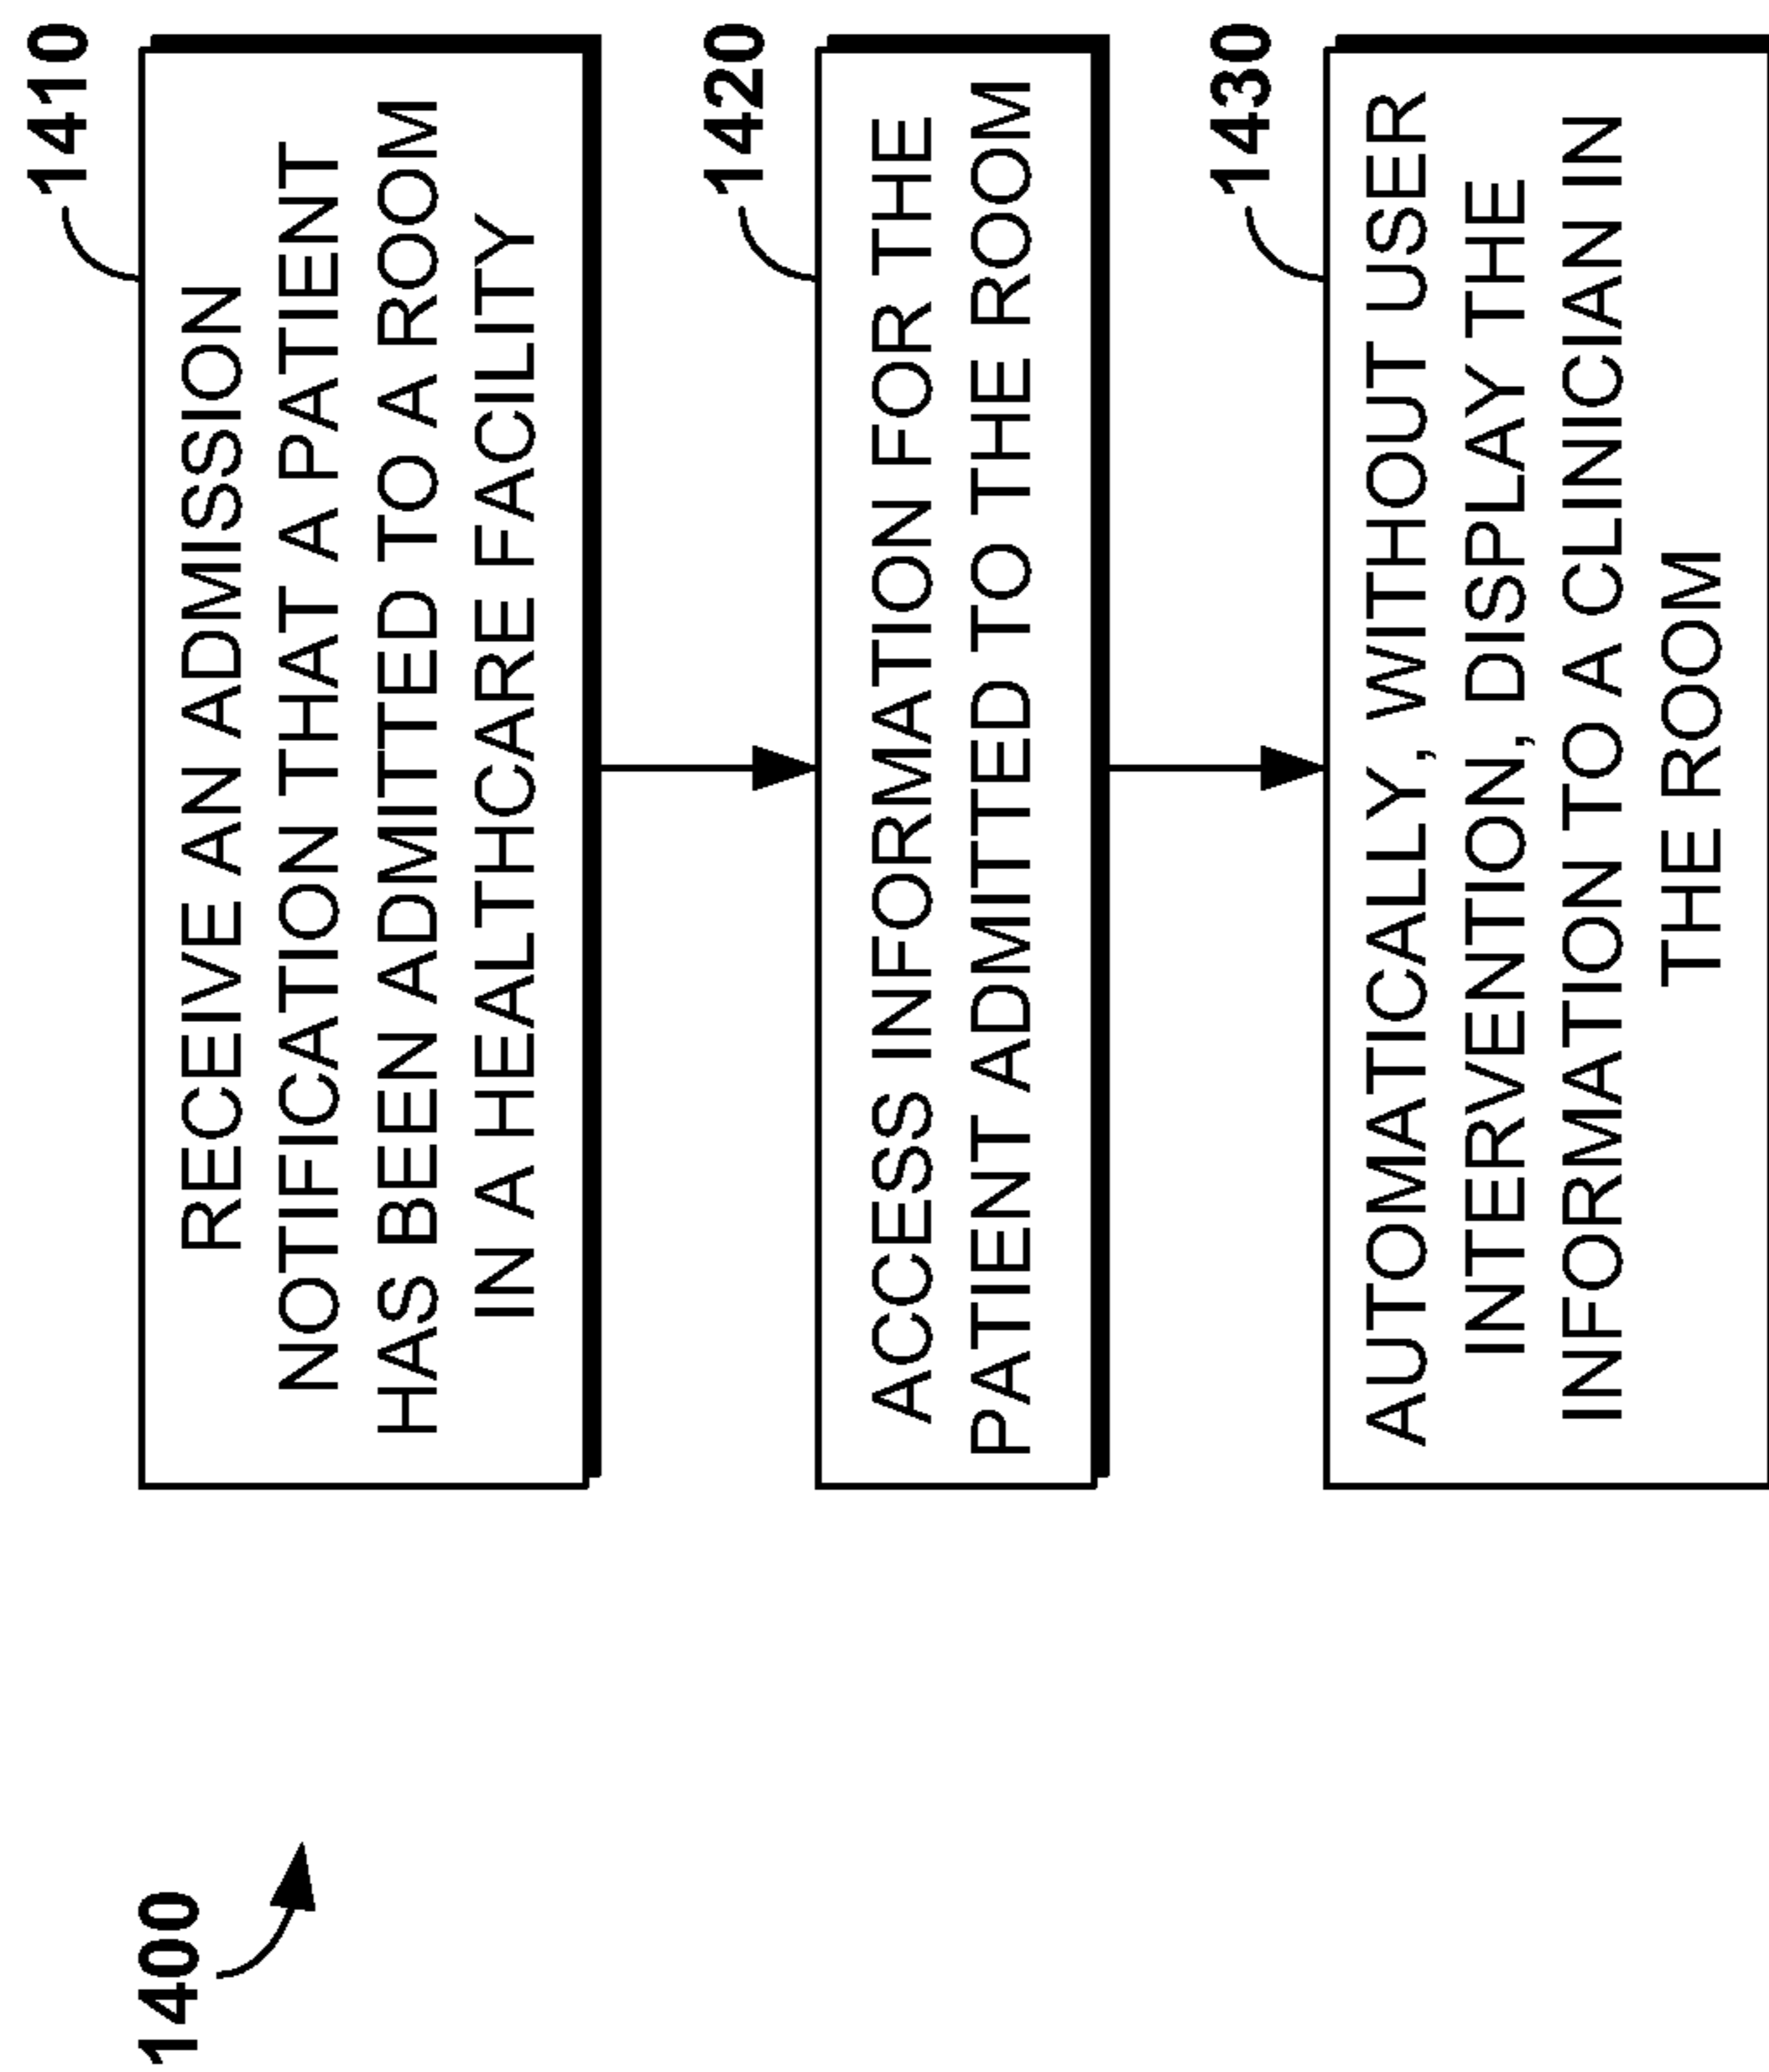 1400
1410
RECEIVE AN ADMISSION
NOTIFICATION THAT A PATIENT
HAS BEEN ADMITTED TO A ROOM
IN A HEALTHCARE FACILITY
1420
ACCESS INFORMATION FOR THE
PATIENT ADMITTED TO THE ROOM
1430
AUTOMATICALLY, WITHOUT USER
INTERVENTION, DISPLAY THE
INFORMATION TO A CLINICIAN IN
THE ROOM